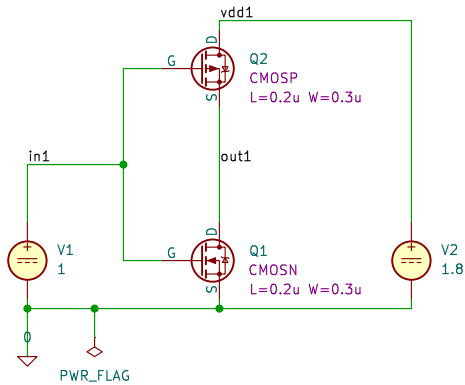 vdd1
D
G
S
Q2
CMOSP
L=0.2u W=0.3u
in1
out1
V1
1
D
G
S
Q1
CMOSN
L=0.2u W=0.3u
V2
1.8
0
PWR_FLAG